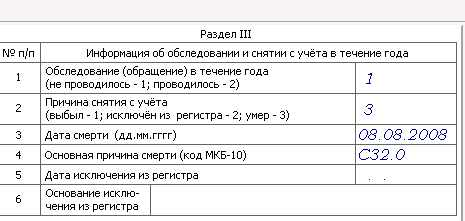 Раздел III
№ п/п Информация об обследовании и снятии с учёта в течение года
1 Обследование (обращение) в течение года
(не проводилось - 1; проводилось - 2) 1
2 Причина снятия с учёта
(выбыл - 1; исключён из регистра - 2; умер - 3) 3
3 Дата смерти (дд.мм.гггг) 08.08.2008
4 Основная причина смерти (код МКБ-10) C32.0
5 Дата исключения из регистра . .
6 Основание исклю-
чения из регистра